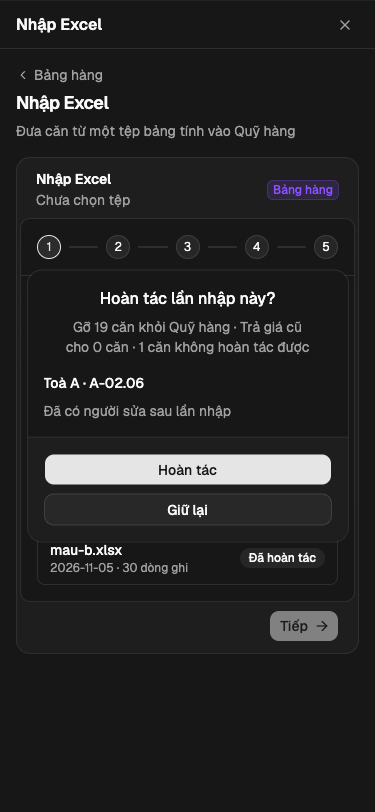 Nhập Excel
Bảng hàng
Nhập Excel
Đưa căn từ một tệp bảng tính vào Quỹ hàng
Nhập Excel
Chưa chọn tệp
Bảng hàng
1
2
3
4
5
Hoàn tác lần nhập này?
Gỡ 19 căn khỏi Quỹ hàng · Trả giá cũ
cho 0 căn · 1 căn không hoàn tác được
Toà A · A-02.06
Đã có người sửa sau lần nhập
Hoàn tác
Giữ lại
mau-b.xlsx
2026-11-05 · 30 dòng ghi
Đã hoàn tác
Tiếp